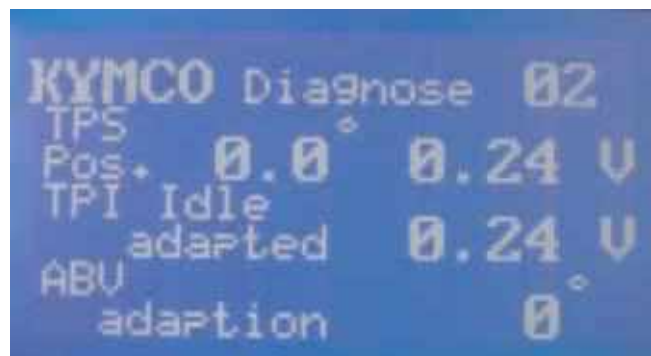 KYMCO Diagnose 02
TPS
Pos. 0.0° 0.24 V
TPI Idle
adapted 0.24 V
ABV
adaption 0°